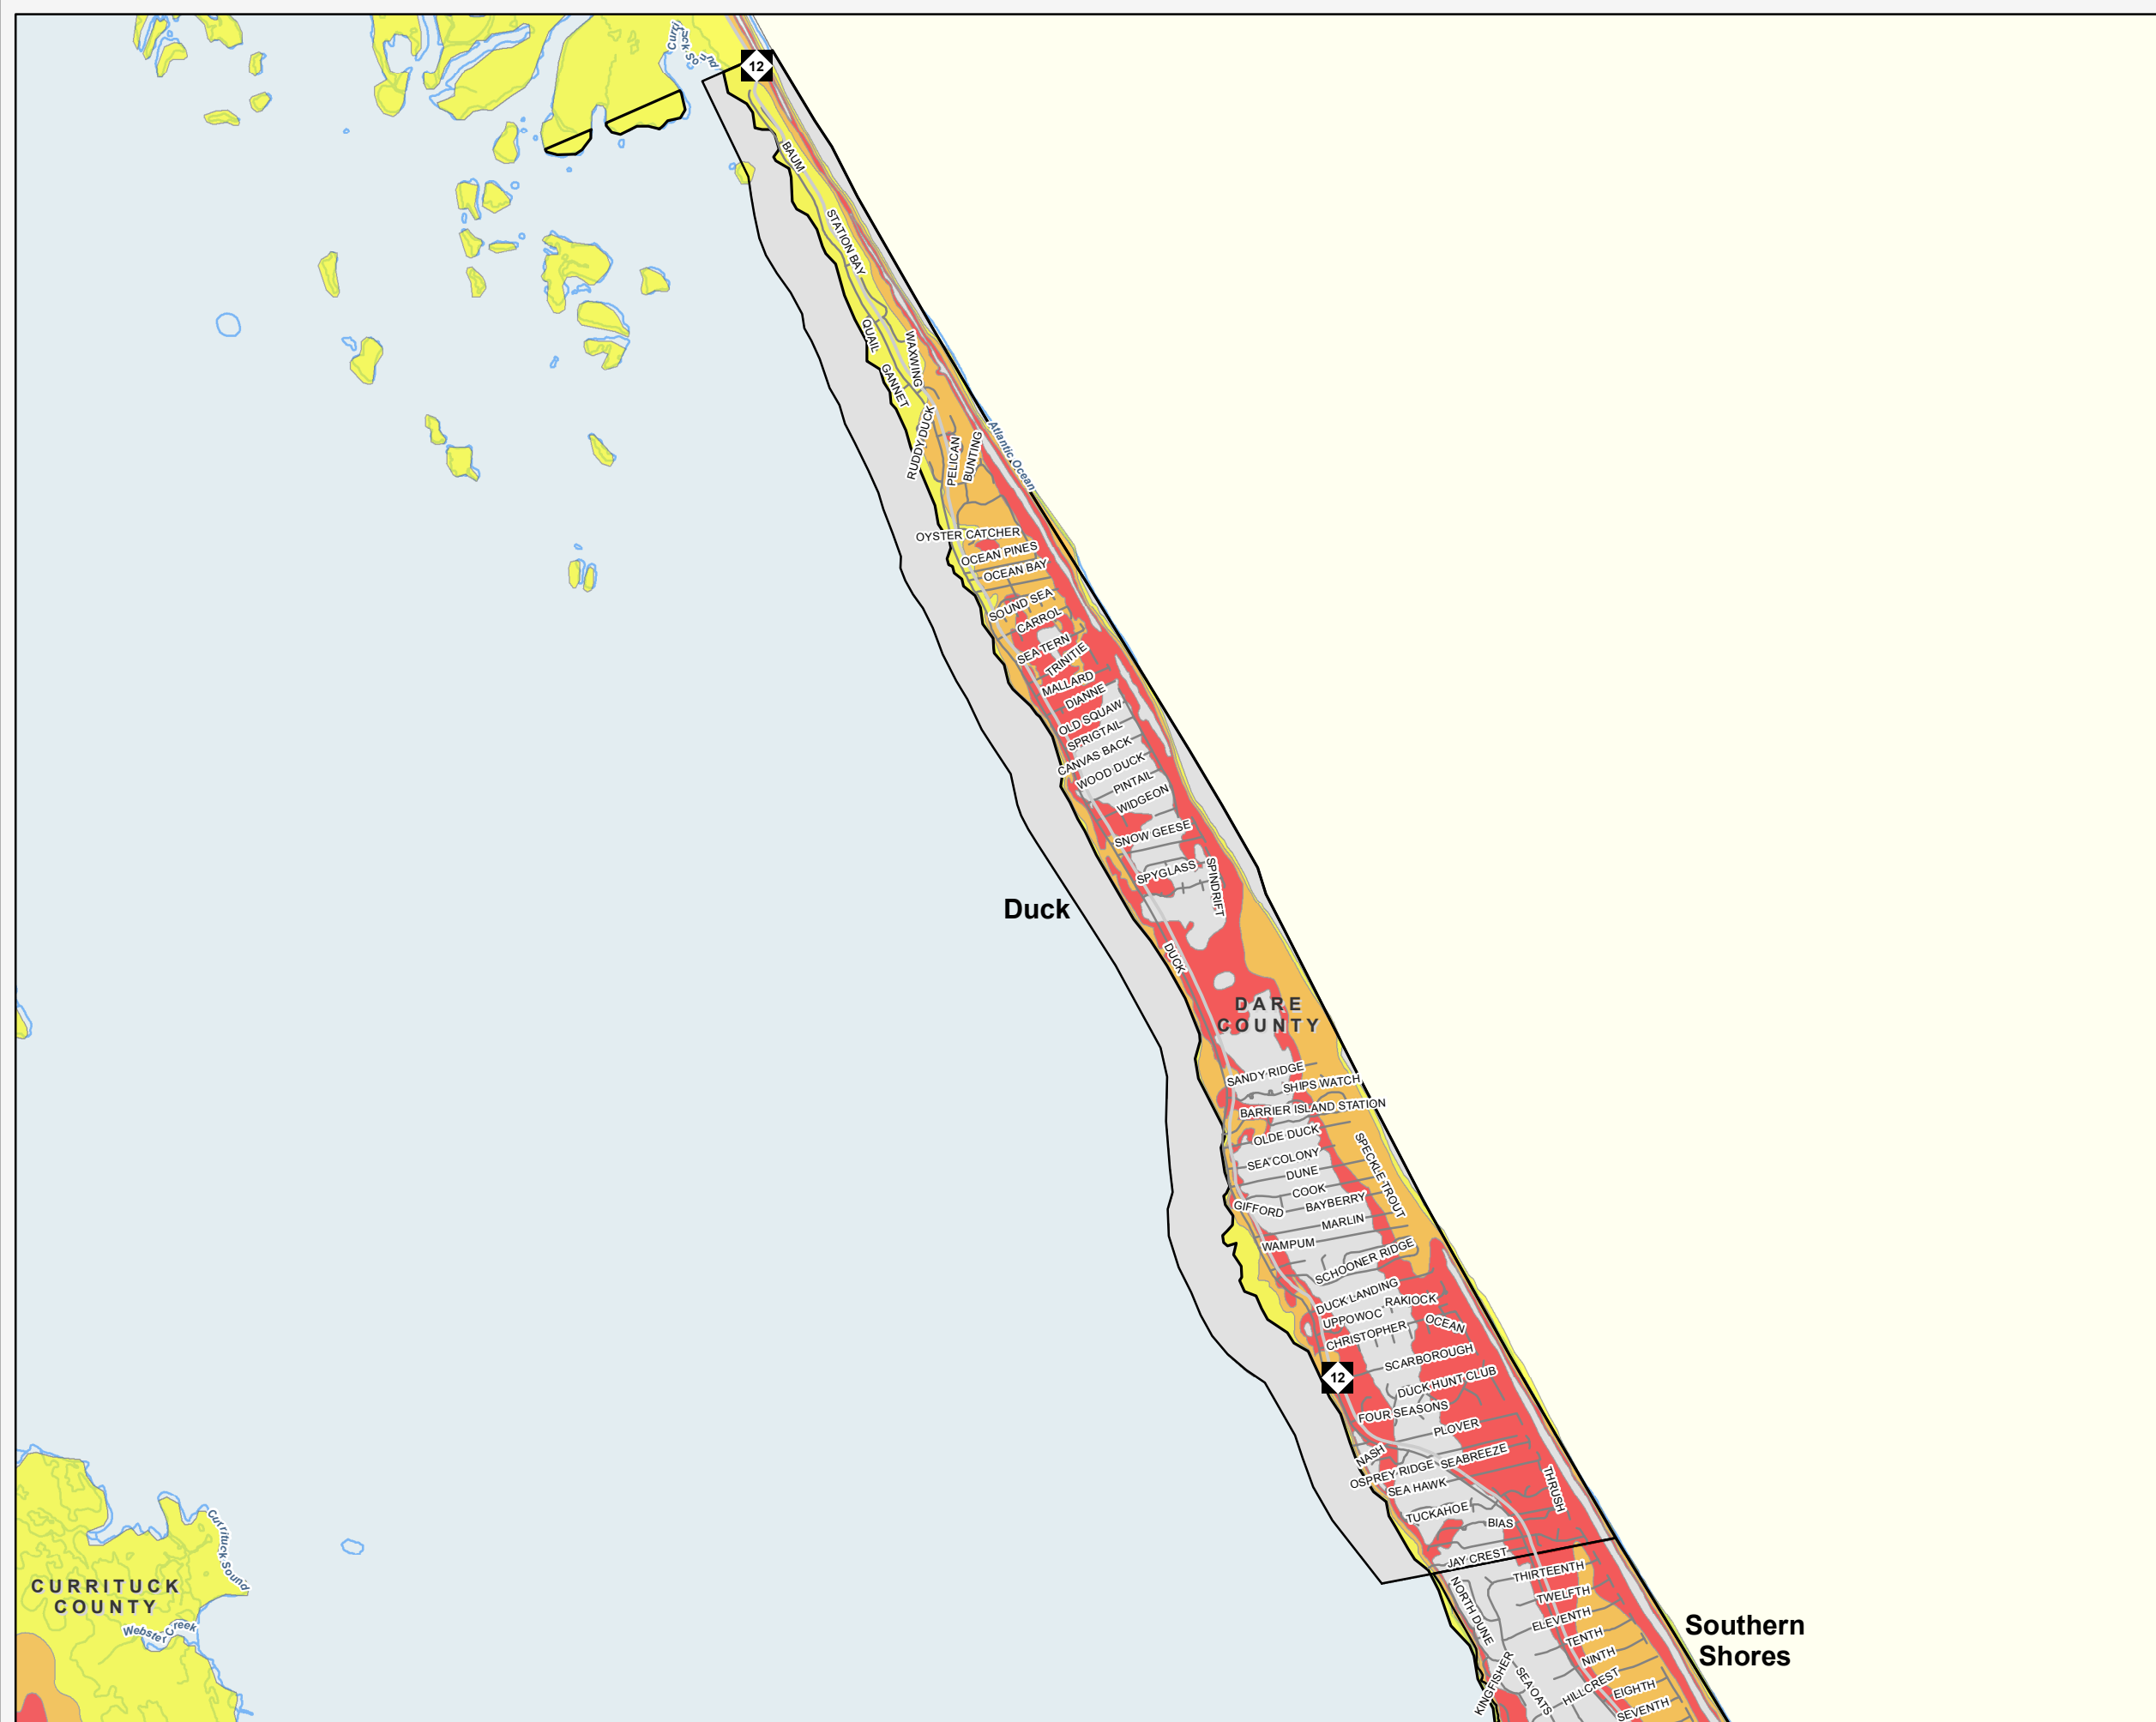 Currituck Sound
12
BAUM
STATION BAY
QUAIL
WAXWING
GANNET
RUDDY DUCK
PELICAN
BUNTING
Atlantic Ocean
OYSTER CATCHER
OCEAN PINES
OCEAN BAY
SOUND SEA
CARROL
SEA TERN
TRINITIE
MALLARD
DIANNE
OLD SQUAW
SPRIGTAIL
CANVAS BACK
WOOD DUCK
PINTAIL
WIDGEON
SNOW GEESE
SPYGLASS
SPINDRIFT
Duck
DUCK
DARE
COUNTY
SANDY RIDGE
SHIPS WATCH
BARRIER ISLAND STATION
OLDE DUCK
SPECKLE TROUT
SEA COLONY
DUNE
COOK
BAYBERRY
GIFFORD
MARLIN
WAMPUM
SCHOONER RIDGE
DUCK LANDING
RAKIOCK
UPPOWOC
OCEAN
CHRISTOPHER
SCARBOROUGH
12
DUCK HUNT CLUB
FOUR SEASONS
PLOVER
NASH
SEABREEZE
OSPREY RIDGE
SEA HAWK
THRUSH
TUCKAHOE
BIAS
JAY CREST
THIRTEENTH
NORTH DUNE
TWELFTH
ELEVENTH
TENTH
NINTH
HILLCREST
KINGFISHER
SEA OATS
EIGHTH
SEVENTH
Southern
Shores
Currituck Sound
CURRITUCK
COUNTY
Webster Creek